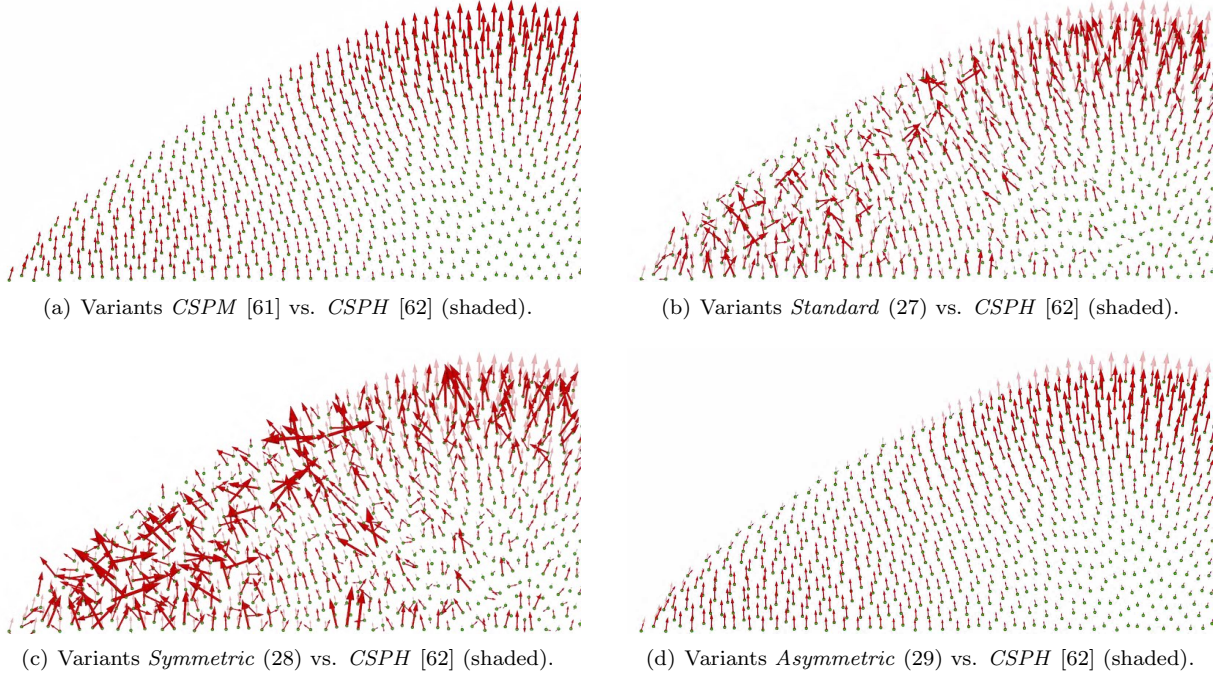 (a) Variants CSPM [61] vs. CSPH [62] (shaded).
(b) Variants Standard (27) vs. CSPH [62] (shaded).
(c) Variants Symmetric (28) vs. CSPH [62] (shaded).
(d) Variants Asymmetric (29) vs. CSPH [62] (shaded).